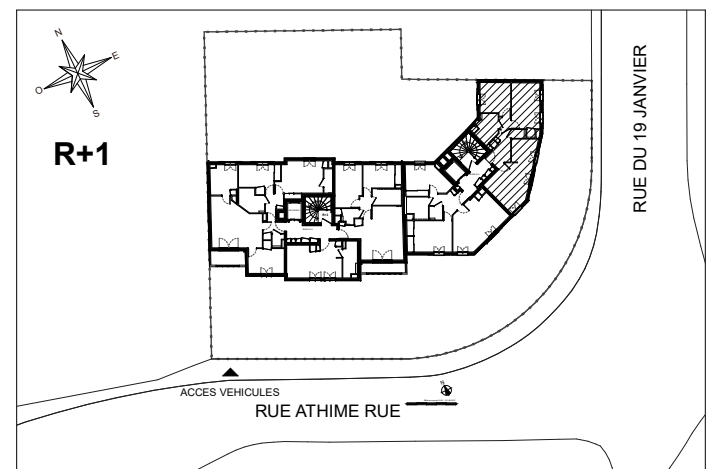 N
E
O
S
R+1
RUE DU 19 JANVIER
ACCES VEHICULES
N
RUE ATHIME RUE